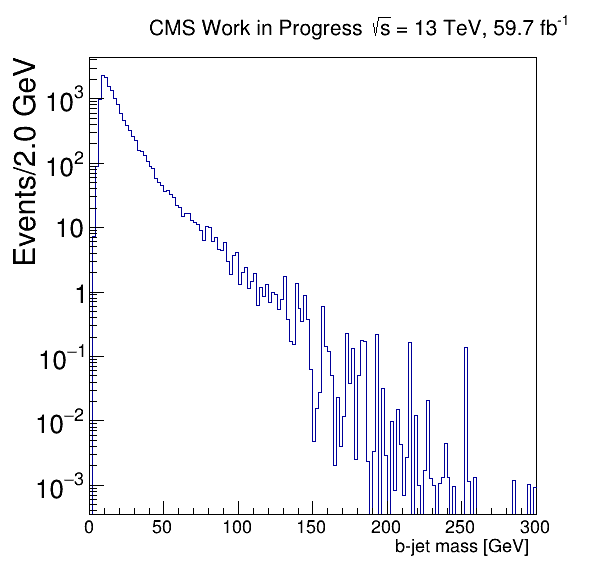 CMS Work in Progress √s = 13 TeV, 59.7 fb⁻¹
Events/2.0 GeV
10³
10²
10
1
10⁻¹
10⁻²
10⁻³
0 50 100 150 200 250 300
b-jet mass [GeV]